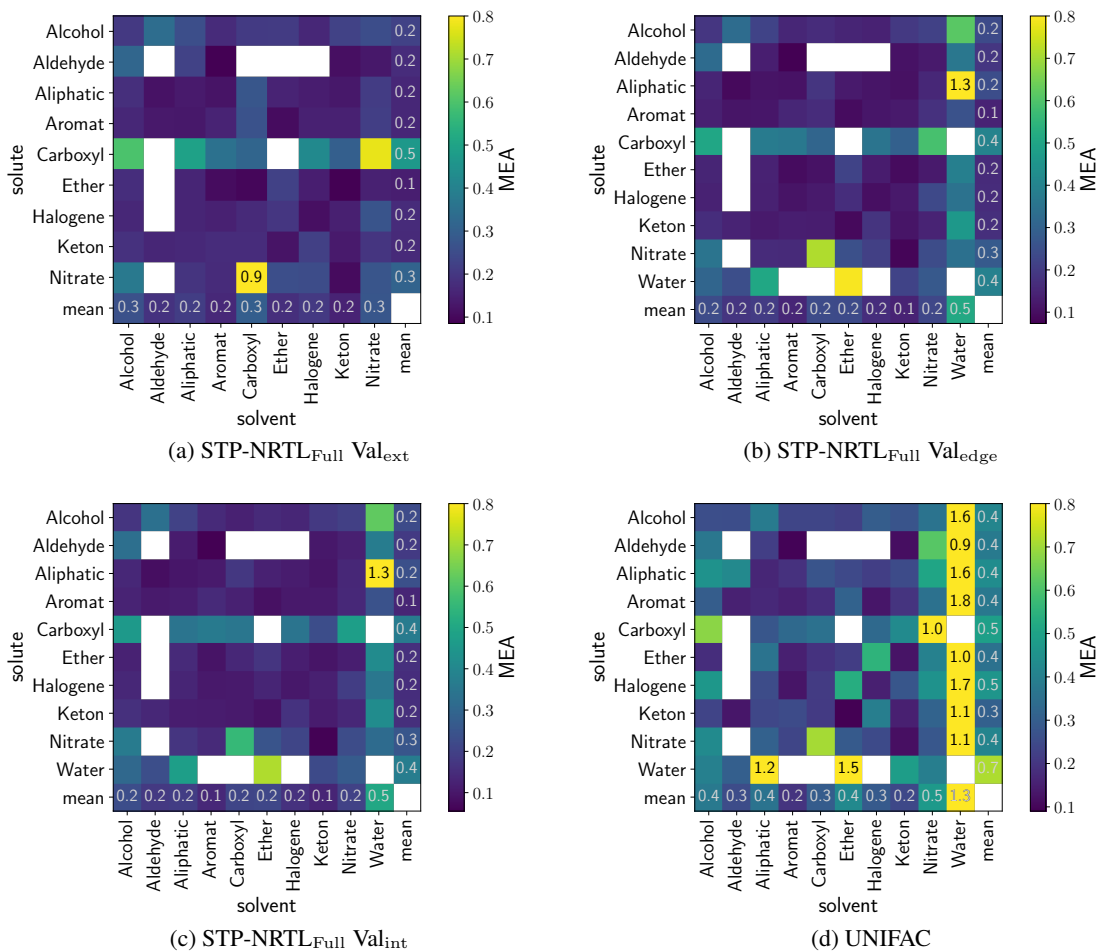 solute
Alcohol 0.2
Aldehyde 0.2
Aliphatic 0.2
Aromat 0.2
Carboxyl 0.5
Ether 0.1
Halogene 0.2
Keton 0.2
Nitrate 0.9 0.3
mean 0.3 0.2 0.2 0.2 0.3 0.2 0.2 0.2 0.3
Alcohol Aldehyde Aliphatic Aromat Carboxyl Ether Halogene Keton Nitrate mean
solvent
0.8
0.7
0.6
0.5
0.4
0.3
0.2
0.1
MEA
(a) STP-NRTL_Full Val_ext
solute
Alcohol 0.2
Aldehyde 0.2
Aliphatic 1.3 0.2
Aromat 0.1
Carboxyl 0.4
Ether 0.2
Halogene 0.2
Keton 0.2
Nitrate 0.3
Water 0.4
mean 0.2 0.2 0.2 0.2 0.2 0.2 0.2 0.1 0.2 0.5
Alcohol Aldehyde Aliphatic Aromat Carboxyl Ether Halogene Keton Nitrate Water mean
solvent
0.8
0.7
0.6
0.5
0.4
0.3
0.2
0.1
MEA
(b) STP-NRTL_Full Val_edge
solute
Alcohol 0.2
Aldehyde 0.2
Aliphatic 1.3 0.2
Aromat 0.1
Carboxyl 0.4
Ether 0.2
Halogene 0.2
Keton 0.2
Nitrate 0.3
Water 0.4
mean 0.2 0.2 0.2 0.1 0.2 0.2 0.2 0.1 0.2 0.5
Alcohol Aldehyde Aliphatic Aromat Carboxyl Ether Halogene Keton Nitrate Water mean
solvent
0.8
0.7
0.6
0.5
0.4
0.3
0.2
0.1
MEA
(c) STP-NRTL_Full Val_int
solute
Alcohol 1.6 0.4
Aldehyde 0.9 0.4
Aliphatic 1.6 0.4
Aromat 1.8 0.4
Carboxyl 1.0 0.5
Ether 1.0 0.4
Halogene 1.7 0.5
Keton 1.1 0.3
Nitrate 1.1 0.4
Water 1.2 1.5 0.7
mean 0.4 0.3 0.4 0.2 0.3 0.4 0.3 0.2 0.5 1.3
Alcohol Aldehyde Aliphatic Aromat Carboxyl Ether Halogene Keton Nitrate Water mean
solvent
0.8
0.7
0.6
0.5
0.4
0.3
0.2
0.1
MEA
(d) UNIFAC